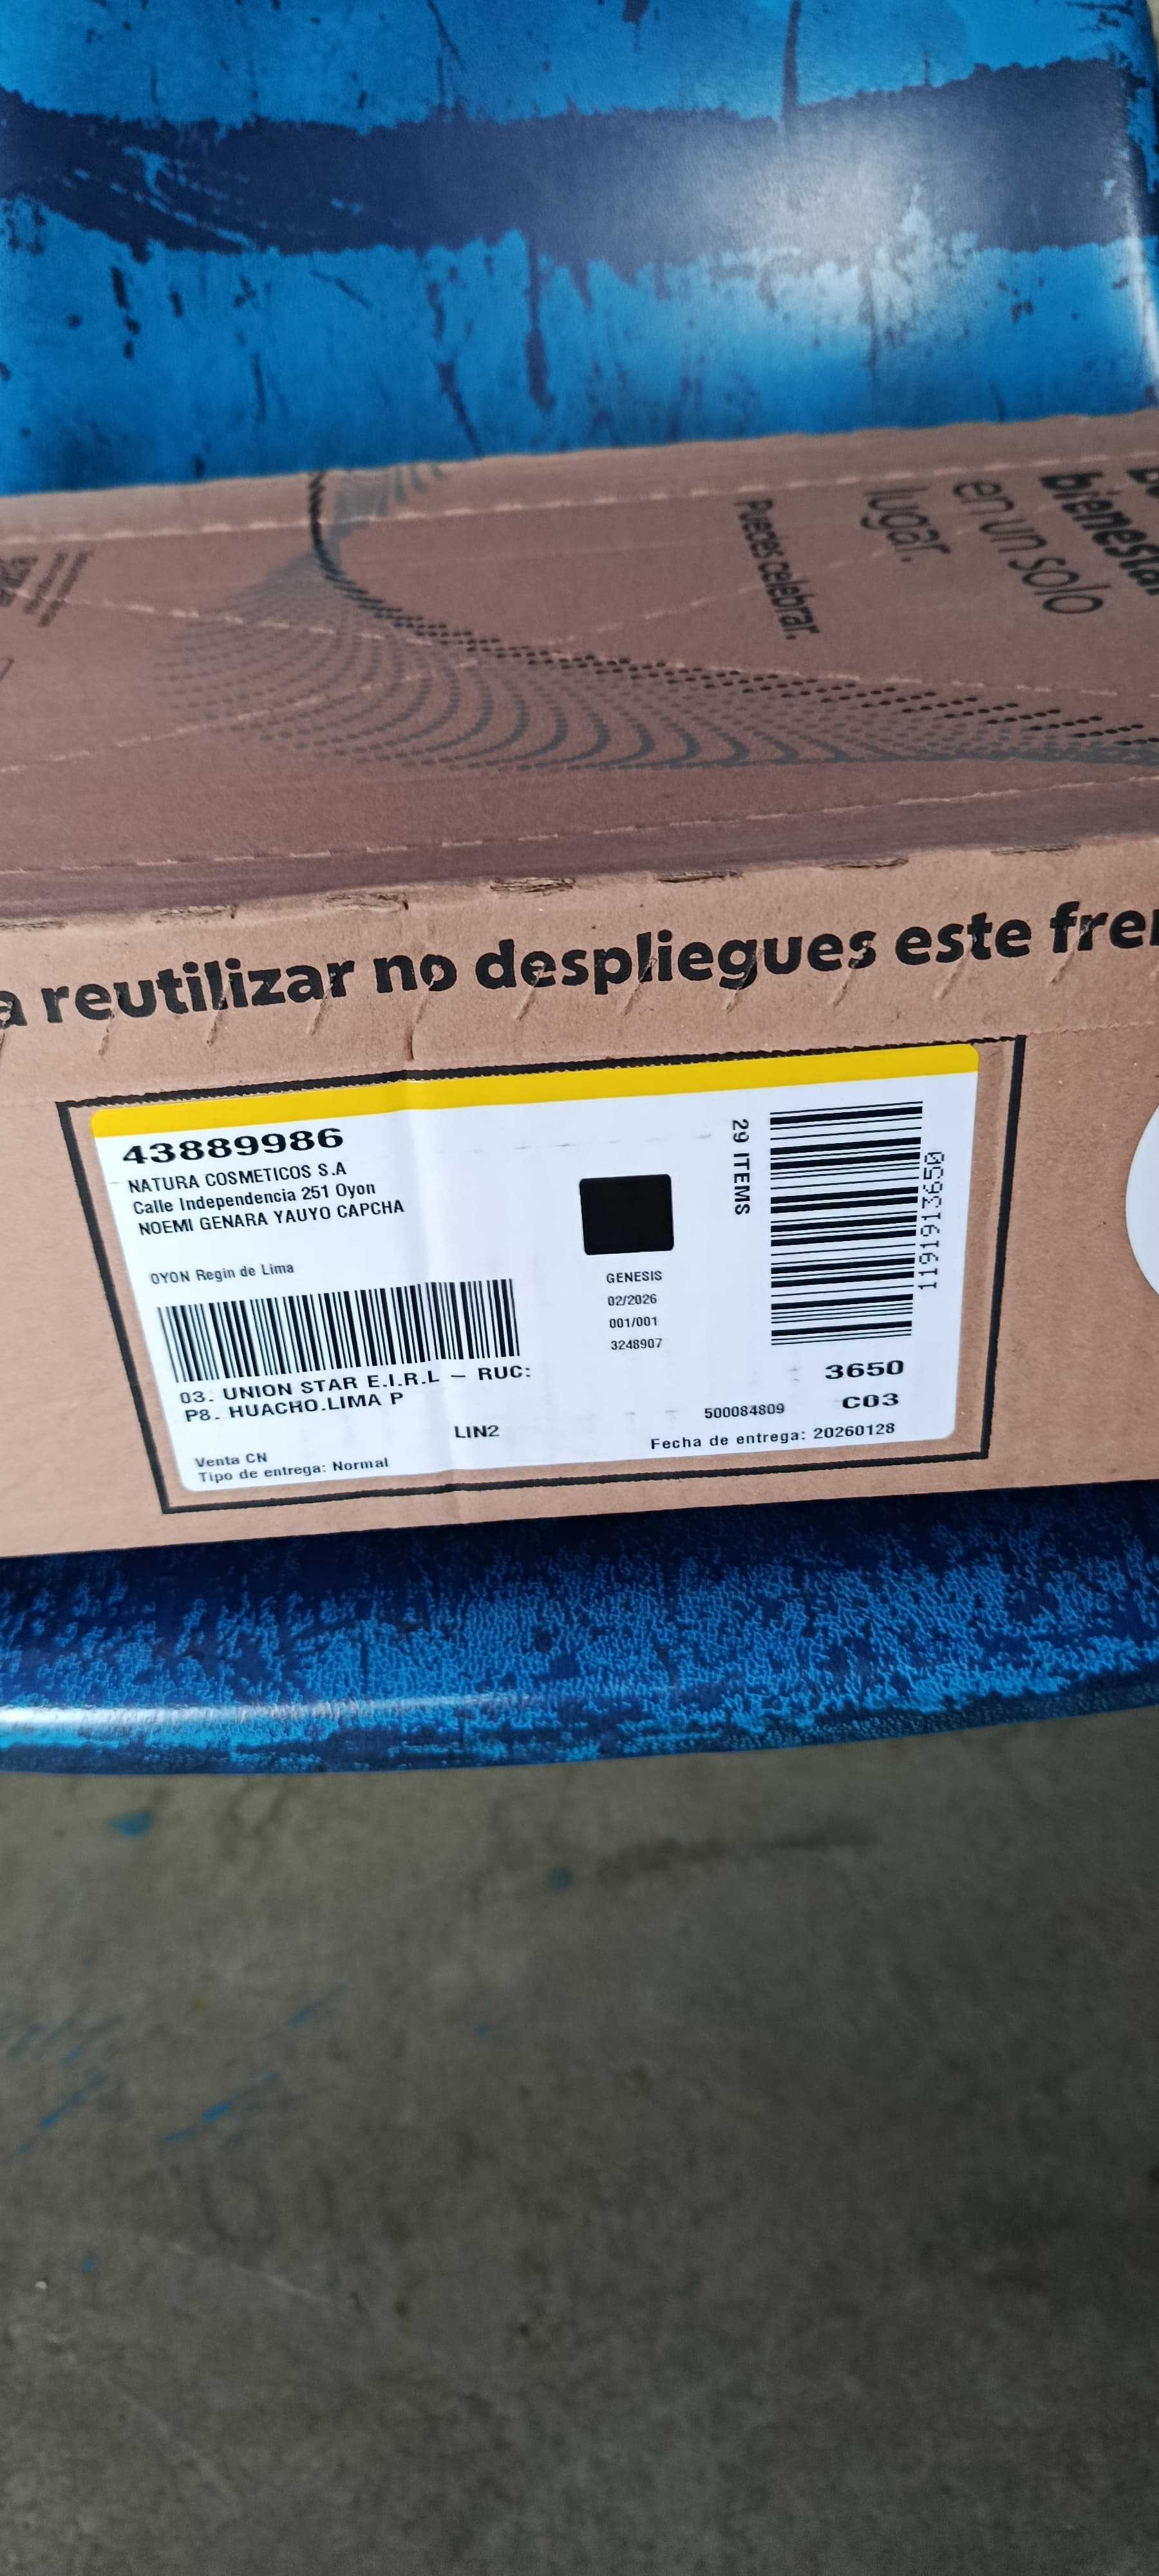 bienestar
en un solo
lugar.
Puedes celebrar.
a reutilizar no despliegues este fre
43889986
NATURA COSMETICOS S.A
Calle Independencia 251 Oyon
NOEMI GENARA YAUYO CAPCHA
OYON Regin de Lima
03. UNION STAR E.I.R.L – RUC:
P8. HUACHO.LIMA P
LIN2
Venta CN
Tipo de entrega: Normal
GENESIS
02/2026
001/001
3248907
29 ITEMS
1191913650
3650
C03
500084809
Fecha de entrega: 20260128